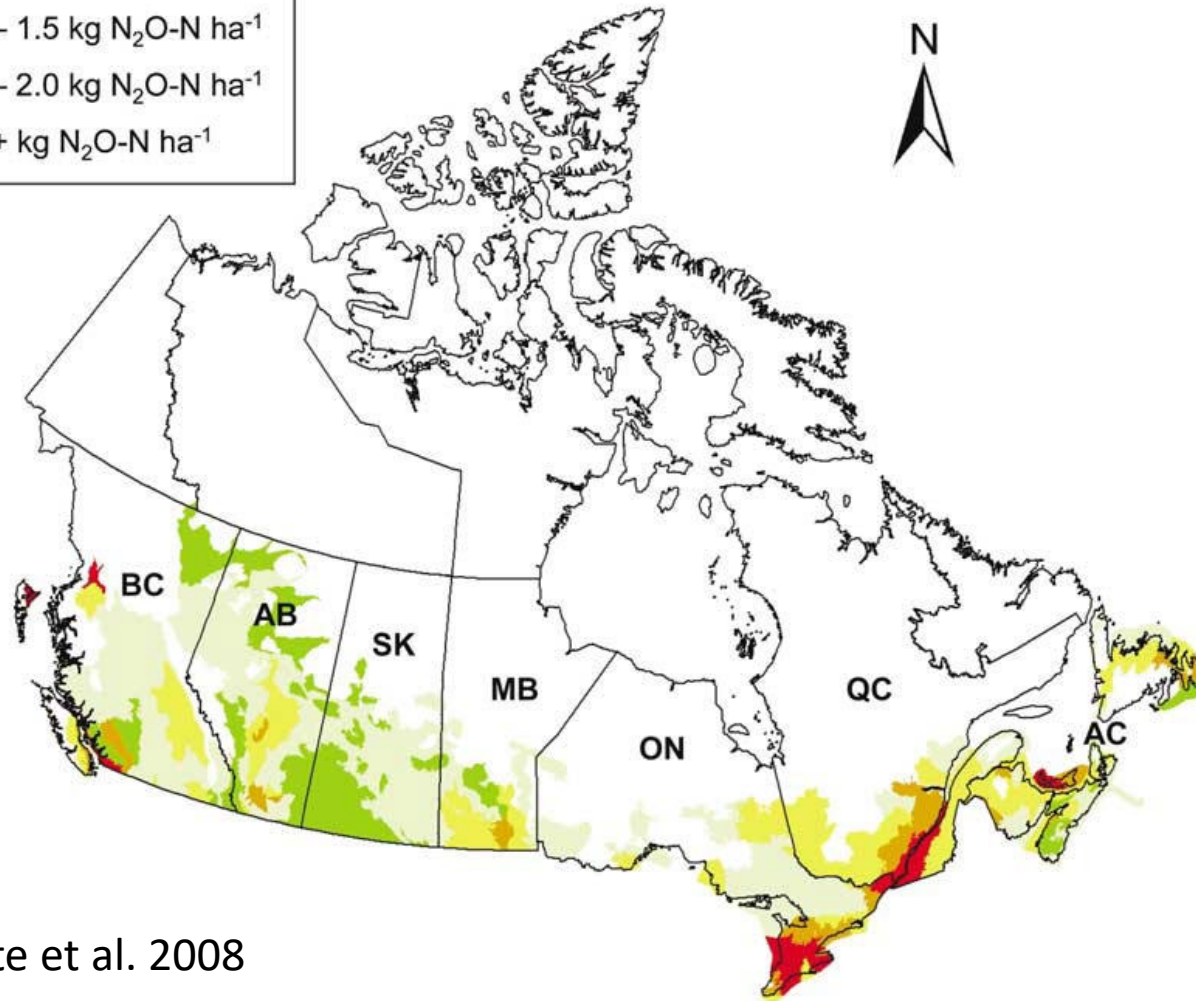 - 1.5 kg N₂O-N ha⁻¹
- 2.0 kg N₂O-N ha⁻¹
+ kg N₂O-N ha⁻¹
N
BC
AB
SK
MB
ON
QC
AC
et al. 2008